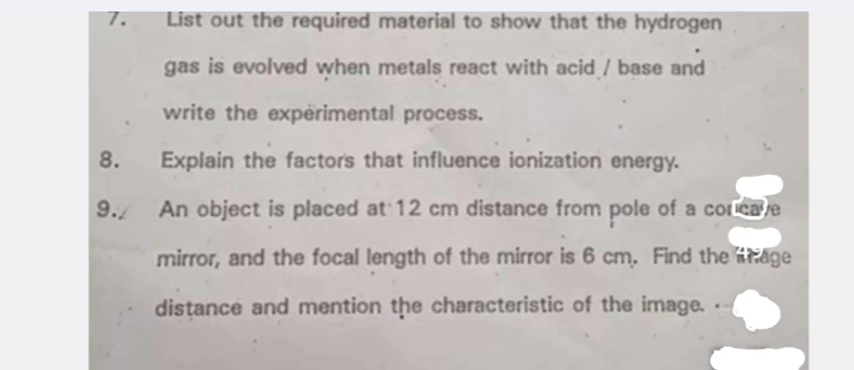 7. List out the required material to show that the hydrogen
gas is evolved when metals react with acid / base and
write the experimental process.
8. Explain the factors that influence ionization energy.
9. An object is placed at 12 cm distance from pole of a concave
mirror, and the focal length of the mirror is 6 cm. Find the image
distance and mention the characteristic of the image.